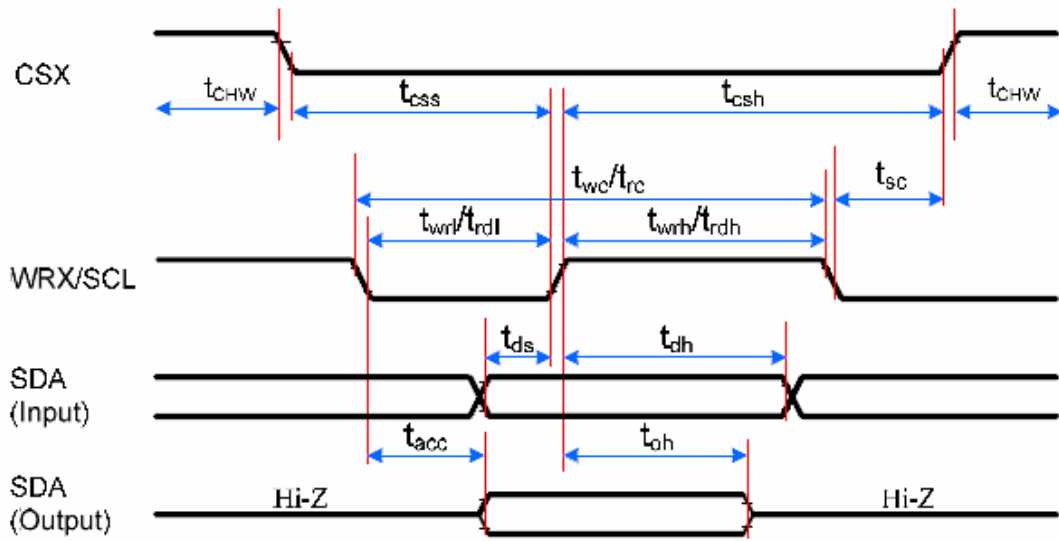 CSX
tCHW
tcss
tcsh
tCHW
twc/trc
tsc
twrl/trdl
twrh/trdh
WRX/SCL
tds
tdh
SDA
(Input)
tacc
toh
SDA
(Output)
Hi-Z
Hi-Z